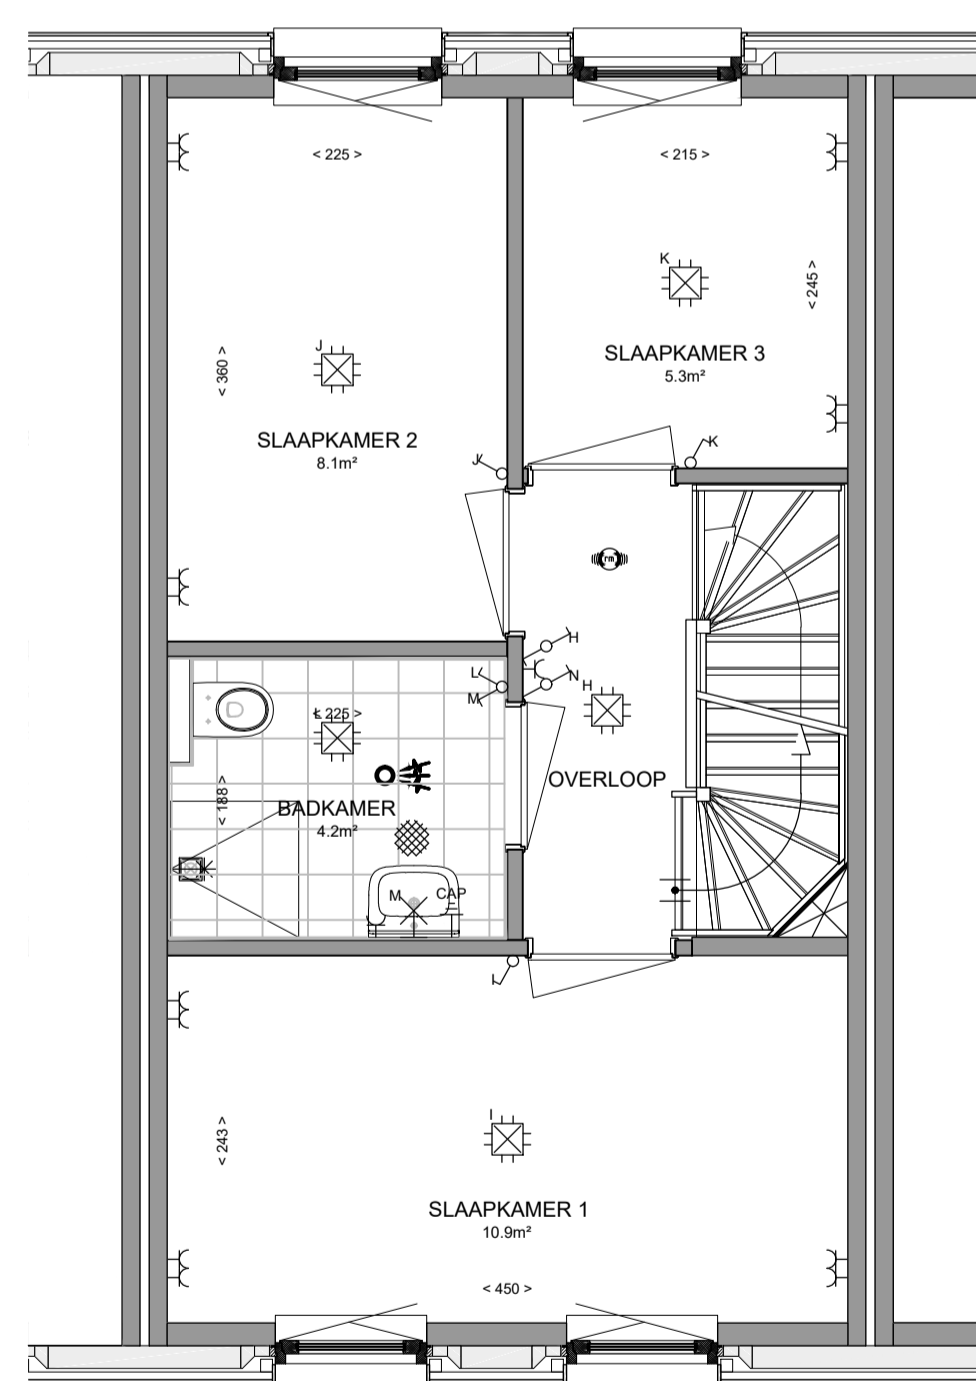 < 225 >
< 215 >
K
< 245 >
J
< 360 >
SLAAPKAMER 3
5.3m²
SLAAPKAMER 2
8.1m²
K
J
rm
H
L
N
M
H
L
< 225 >
< 188 >
OVERLOOP
BADKAMER
4.2m²
M
CAP
I
I
< 243 >
SLAAPKAMER 1
10.9m²
< 450 >